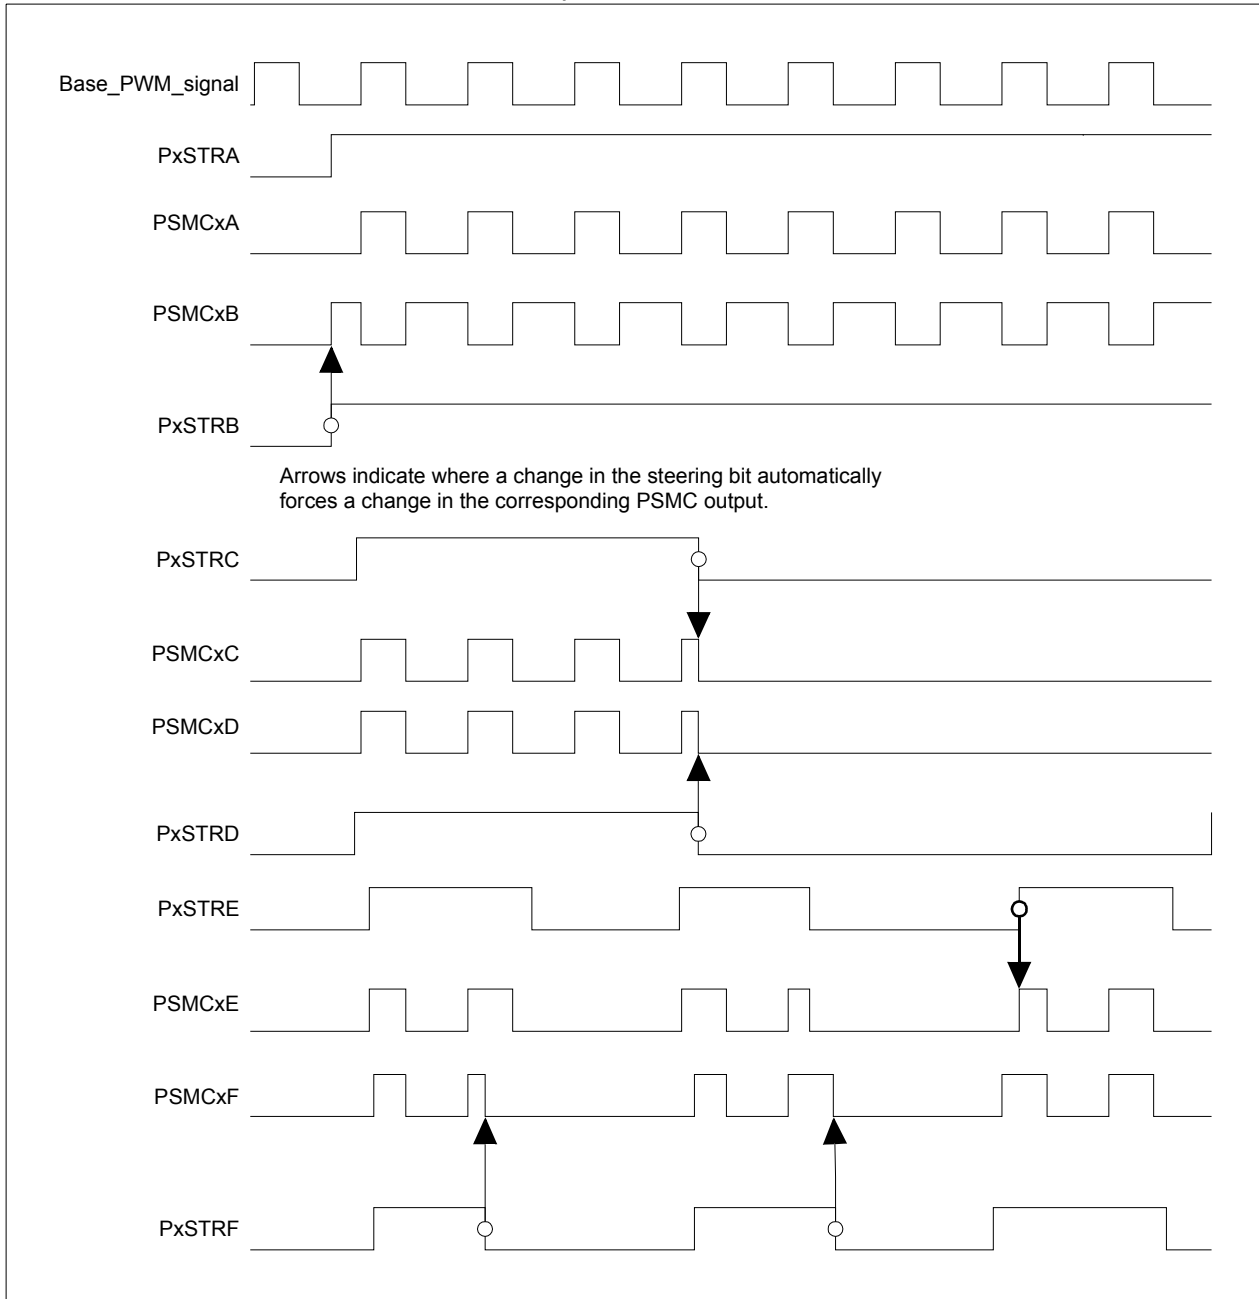 Base_PWM_signal
PxSTRA
PSMCxA
PSMCxB
PxSTRB
Arrows indicate where a change in the steering bit automatically
forces a change in the corresponding PSMC output.
PxSTRC
PSMCxC
PSMCxD
PxSTRD
PxSTRE
PSMCxE
PSMCxF
PxSTRF